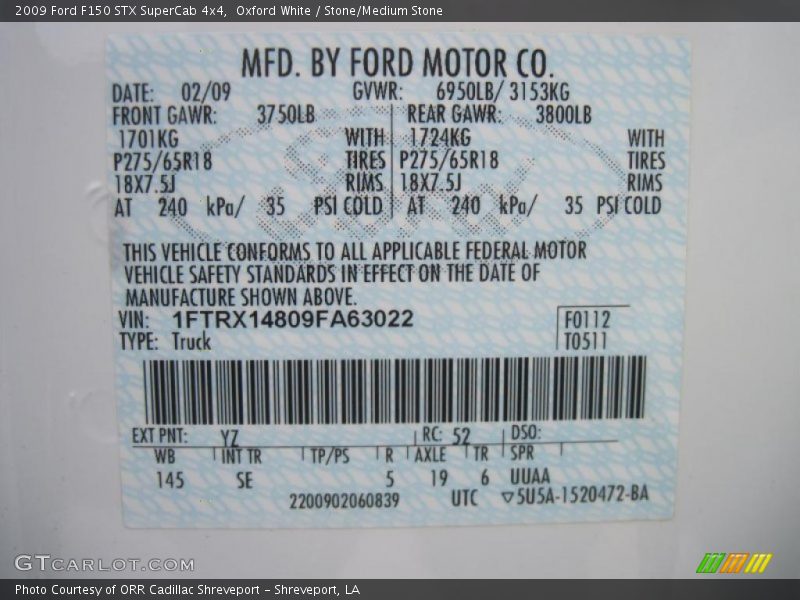 2009 Ford F150 STX SuperCab 4x4,  Oxford White / Stone/Medium Stone
MFD. BY FORD MOTOR CO.
DATE: 02/09 GVWR: 6950LB/ 3153KG
FRONT GAWR: 3750LB REAR GAWR: 3800LB
1701KG WITH 1724KG WITH
P275/65R18 TIRES P275/65R18 TIRES
18X7.5J RIMS 18X7.5J RIMS
AT 240 kPa/ 35 PSI COLD AT 240 kPa/ 35 PSI COLD
THIS VEHICLE CONFORMS TO ALL APPLICABLE FEDERAL MOTOR
VEHICLE SAFETY STANDARDS IN EFFECT ON THE DATE OF
MANUFACTURE SHOWN ABOVE.
VIN: 1FTRX14809FA63022 F0112
TYPE: Truck T0511
EXT PNT: YZ RC: 52 DSO:
WB INT TR TP/PS R AXLE TR SPR
145 SE 5 19 6 UUAA
2200902060839 UTC ▽5U5A-1520472-BA
GTCARLOT.COM
Photo Courtesy of ORR Cadillac Shreveport - Shreveport, LA